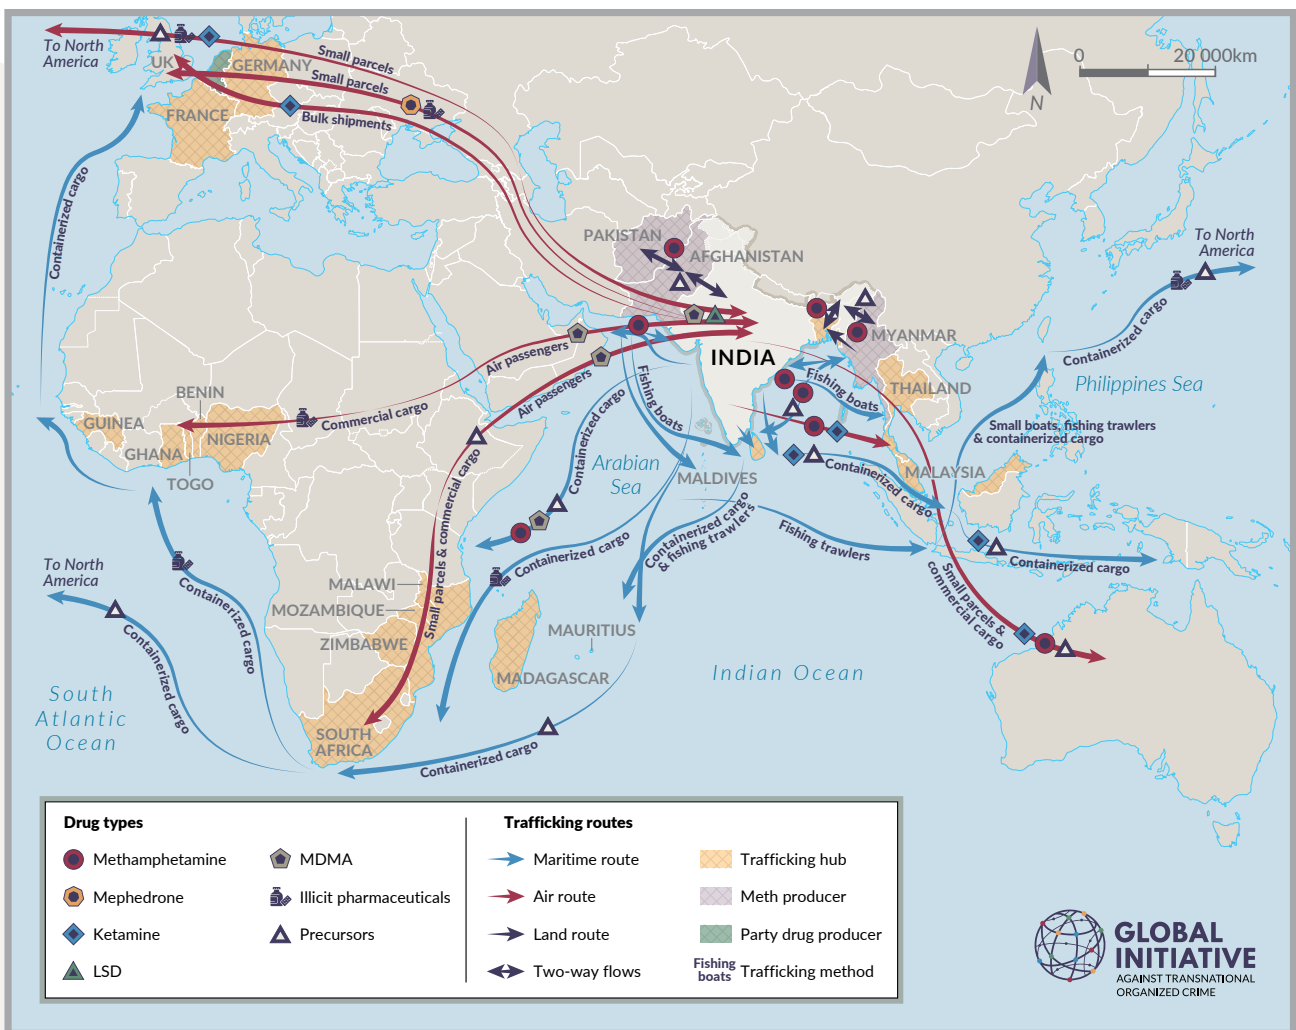 To North
America
UK
GERMANY
FRANCE
Small parcels
Small parcels
Bulk shipments
0
20 000km
N
Containerized cargo
PAKISTAN
AFGHANISTAN
To North
America
Containerized cargo
MYANMAR
INDIA
Air passengers
Air passengers
Fishing boats
Fishing
boats
THAILAND
Philippines Sea
BENIN
GUINEA
Commercial cargo
NIGERIA
GHANA
TOGO
Containerized cargo
Small boats, fishing trawlers
& containerized cargo
Arabian
Sea
MALDIVES
MALAYSIA
Containerized cargo
Small parcels & commercial cargo
Containerized cargo
& fishing trawlers
Fishing trawlers
Containerized cargo
Containerized cargo
To North
America
MALAWI
MOZAMBIQUE
ZIMBABWE
MAURITIUS
MADAGASCAR
Small parcels &
commercial cargo
Containerized cargo
Containerized cargo
Indian Ocean
South
Atlantic
Ocean
SOUTH
AFRICA
Containerized cargo
Drug types
Methamphetamine
Mephedrone
Ketamine
LSD
MDMA
Illicit pharmaceuticals
Precursors
Trafficking routes
Maritime route
Air route
Land route
Two-way flows
Trafficking hub
Meth producer
Party drug producer
Fishing
boats
Trafficking method
GLOBAL
INITIATIVE
AGAINST TRANSNATIONAL
ORGANIZED CRIME